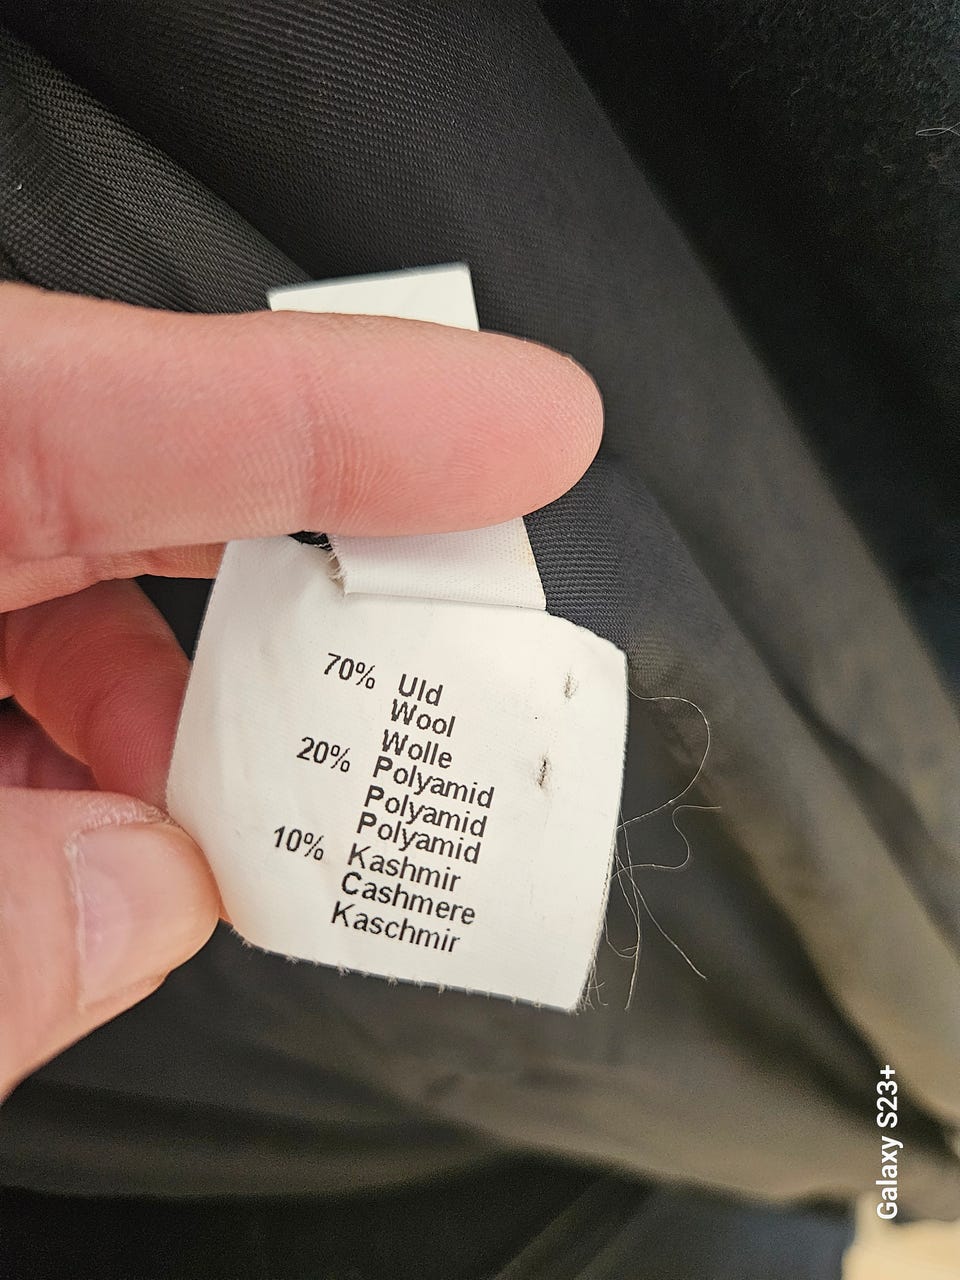 70% Uld
Wool
Wolle
20% Polyamid
Polyamid
Polyamid
10% Kashmir
Cashmere
Kaschmir
Galaxy S23+